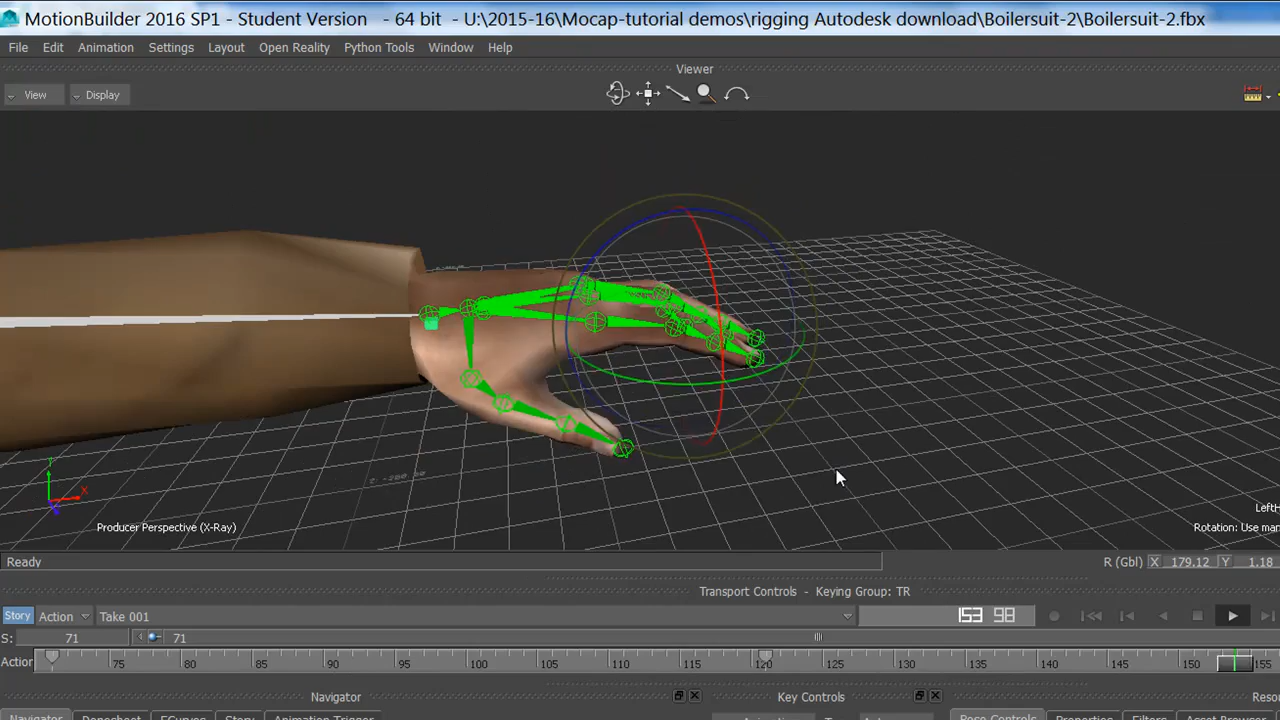 MotionBuilder 2016 SP1 - Student Version - 64 bit - U:\2015-16\Mocap-tutorial demos\rigging Autodesk download\Boilersuit-2\Boilersuit-2.fbx
File Edit Animation Settings Layout Open Reality Python Tools Window Help
Viewer
View Display
Y
X
Producer Perspective (X-Ray)
Left-
Rotation: Use man
Ready
R (Gbl) X 179.12 Y 1.18
Transport Controls - Keying Group: TR
Story Action Take 001 153 98
S: 71 71
Action 75 80 85 90 95 100 105 110 115 120 125 130 135 140 145 150 155
Navigator Key Controls Resou
Navigator Dopesheet FCurves Story Animation Trigger Pose Controls Properties Filters Asset Browser